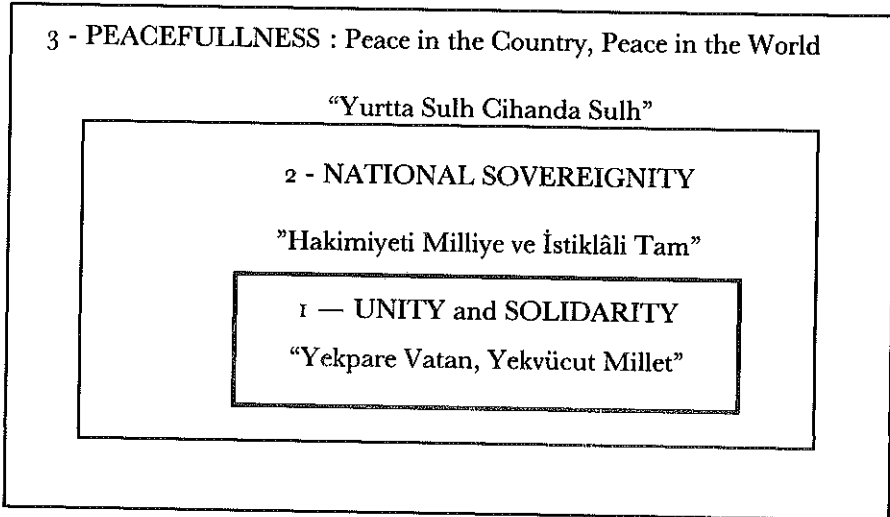 3 - PEACEFULLNESS : Peace in the Country, Peace in the World
“Yurtta Sulh Cihanda Sulh”
2 - NATIONAL SOVEREIGNITY
”Hakimiyeti Milliye ve İstiklâli Tam”
1 — UNITY and SOLIDARITY
“Yekpare Vatan, Yekvücut Millet”